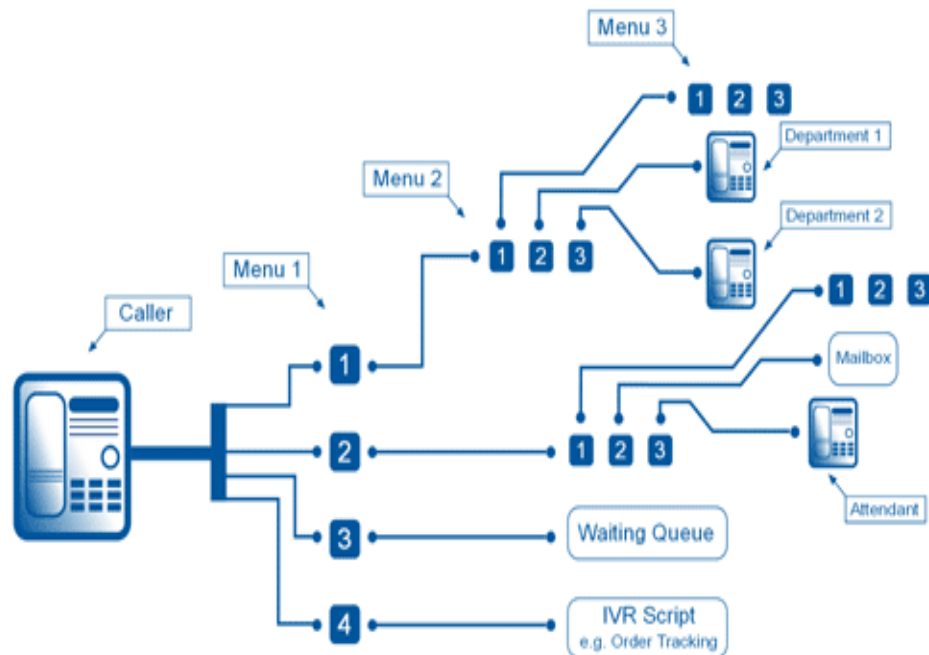 Menu 3
1 2 3
Department 1
Menu 2
Department 2
1 2 3
Menu 1
1 2 3
Caller
1
Mailbox
2
1 2 3
Attendant
3
Waiting Queue
4
IVR Script
e.g. Order Tracking